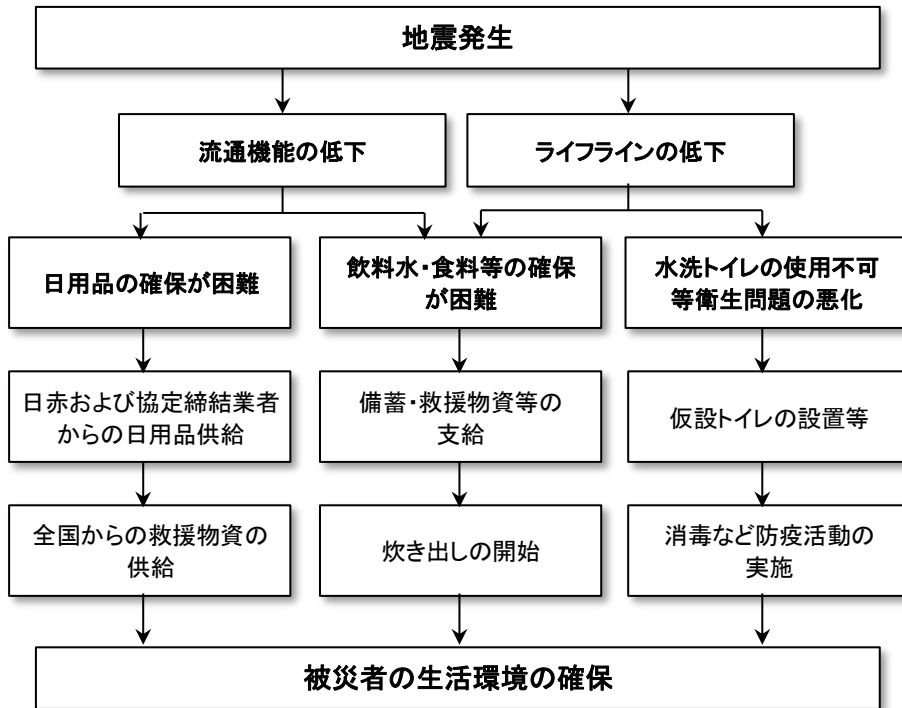 地震発生
流通機能の低下
ライフラインの低下
日用品の確保が困難
飲料水・食料等の確保
が困難
水洗トイレの使用不可
等衛生問題の悪化
日赤および協定締結業者
からの日用品供給
備蓄・救援物資等の
支給
仮設トイレの設置等
全国からの救援物資の
供給
炊き出しの開始
消毒など防疫活動の
実施
被災者の生活環境の確保